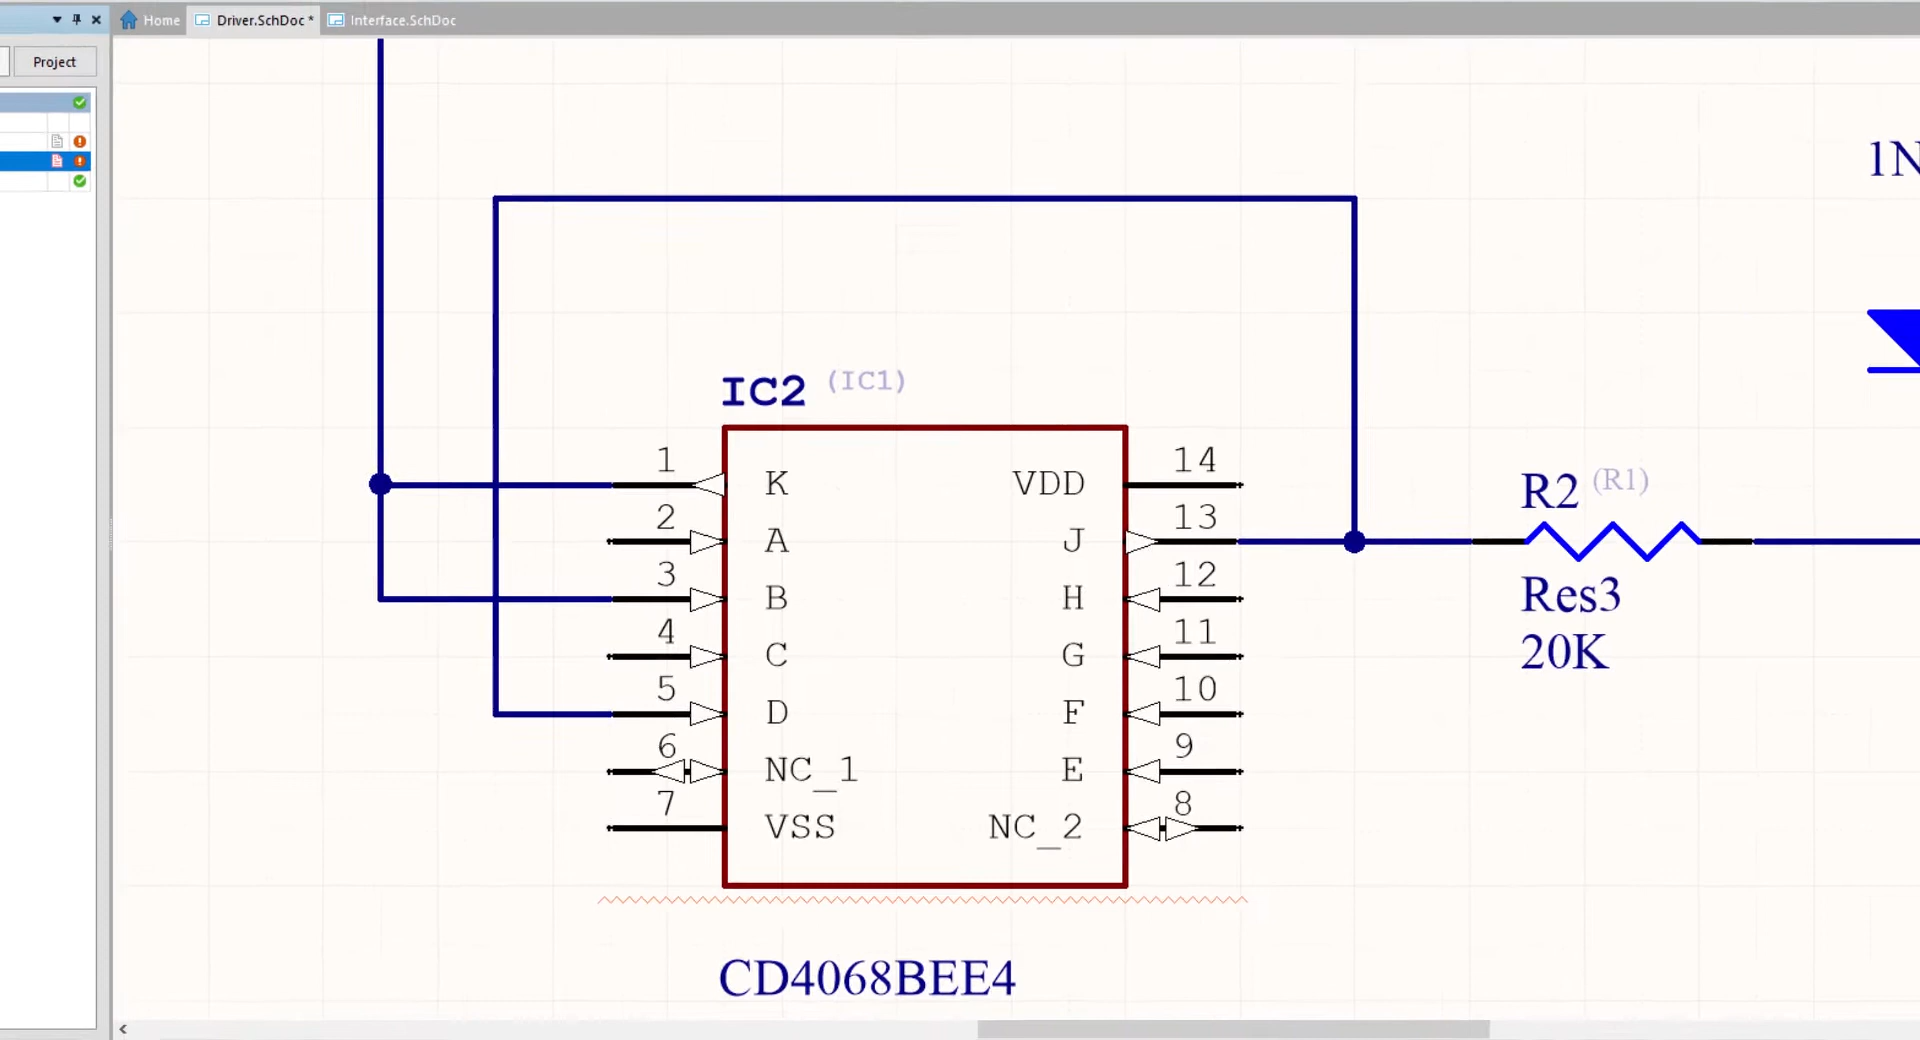 Home Driver.SchDoc * Interface.SchDoc
Project
1N
IC2 (IC1)
1 K VDD 14
2 A J 13
3 B H 12
4 C G 11
5 D F 10
6 NC_1 E 9
7 VSS NC_2 8
R2 (R1)
Res3
20K
CD4068BEE4